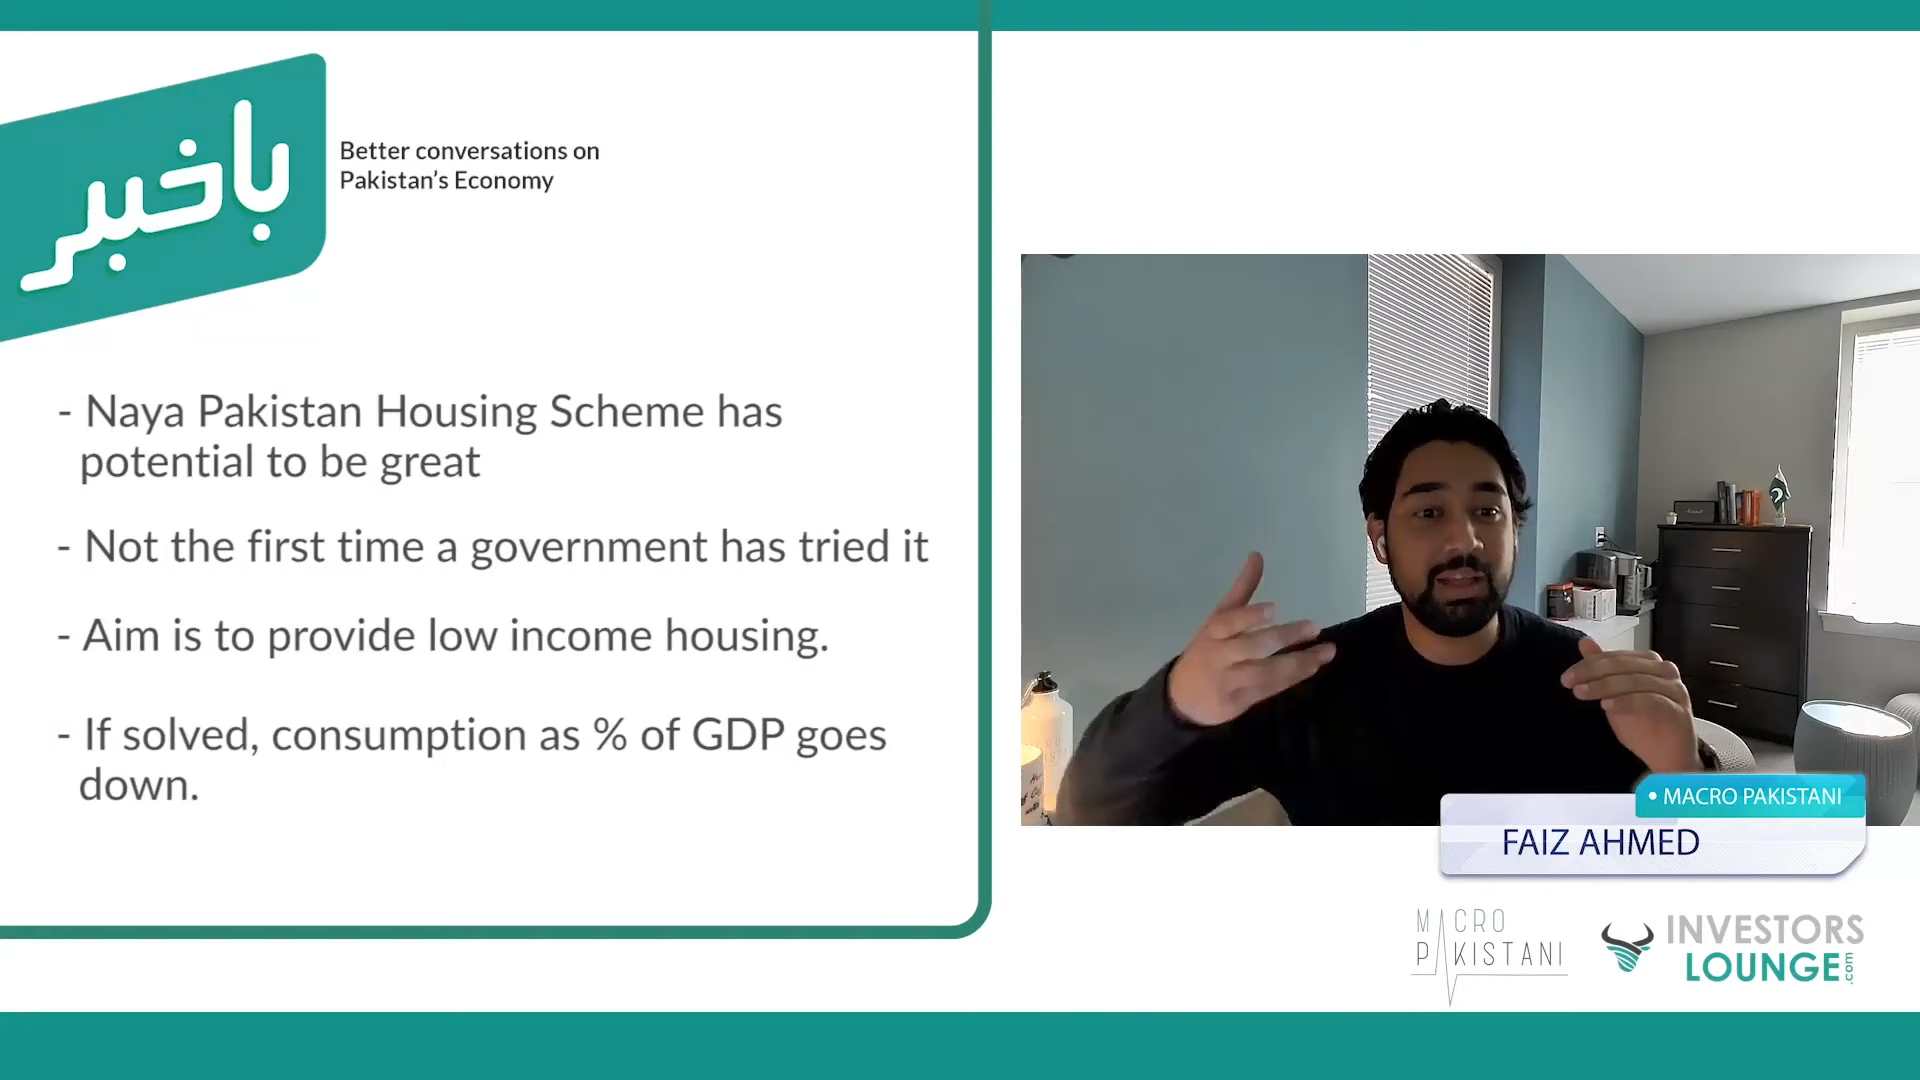 باخبر
Better conversations on
Pakistan’s Economy
- Naya Pakistan Housing Scheme has
potential to be great
- Not the first time a government has tried it
- Aim is to provide low income housing.
- If solved, consumption as % of GDP goes
down.
• MACRO PAKISTANI
FAIZ AHMED
MACRO
PAKISTANI
INVESTORS
LOUNGE.com